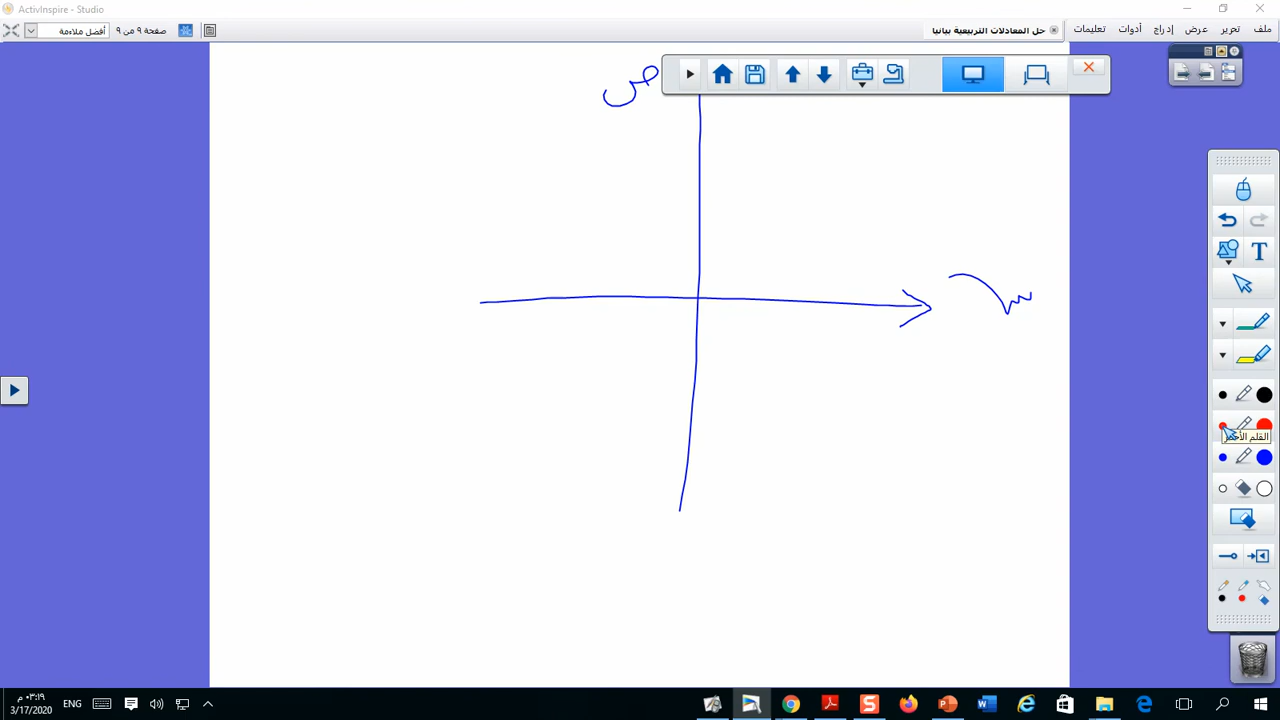 ActivInspire - Studio
ملف تحرير عرض إدراج أدوات تعليمات
حل المعادلات التربيعية بيانيا
صفحة ٩ من ٩
أفضل ملاءمة
ص
س
T
القلم الأحمر
ENG
٠٣:١٩ م
3/17/2020